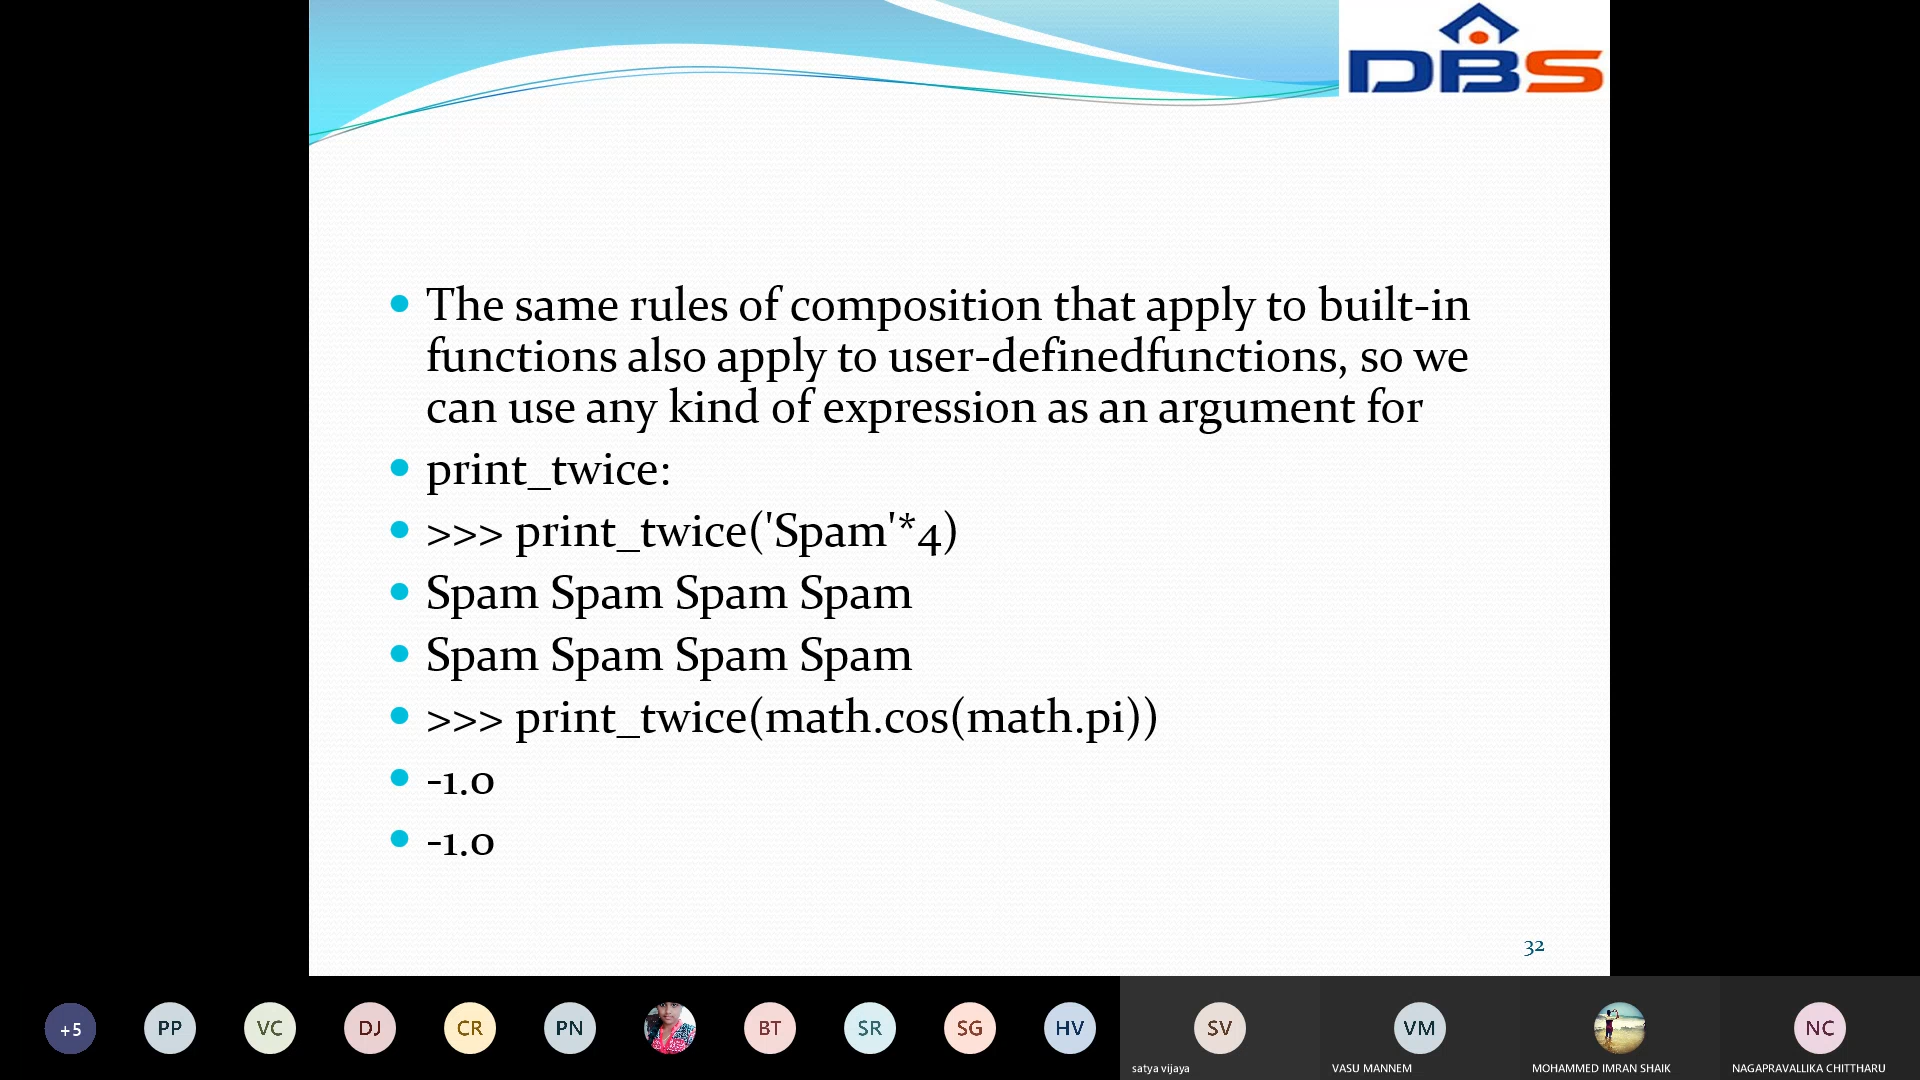 DBS
The same rules of composition that apply to built-in
functions also apply to user-definedfunctions, so we
can use any kind of expression as an argument for
print_twice:
>>> print_twice('Spam'*4)
Spam Spam Spam Spam
Spam Spam Spam Spam
>>> print_twice(math.cos(math.pi))
-1.0
-1.0
32
+5
PP
VC
DJ
CR
PN
BT
SR
SG
HV
SV
VM
NC
satya vijaya
VASU MANNEM
MOHAMMED IMRAN SHAIK
NAGAPRAVALLIKA CHITTHARU